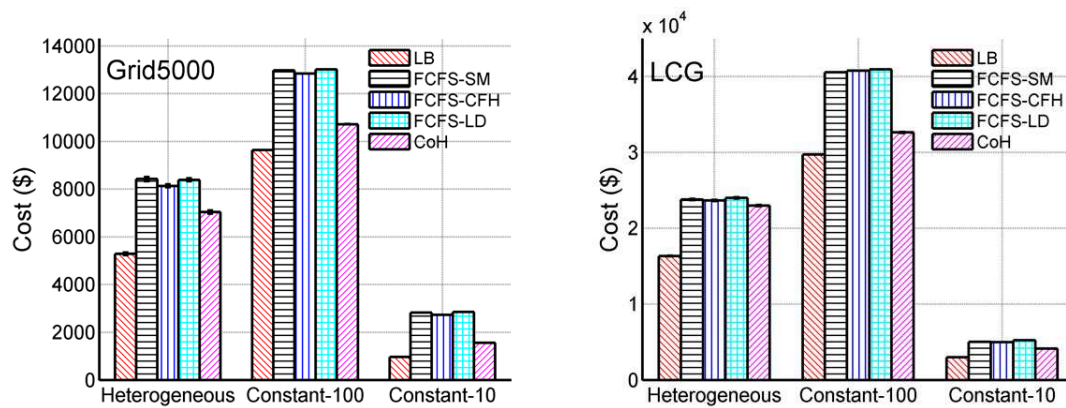 14000
12000
10000
8000
6000
4000
2000
0
Cost ($)
Grid5000
LB
FCFS-SM
FCFS-CFH
FCFS-LD
CoH
Heterogeneous
Constant-100
Constant-10
x 10^4
4
3
2
1
0
Cost ($)
LCG
LB
FCFS-SM
FCFS-CFH
FCFS-LD
CoH
Heterogeneous
Constant-100
Constant-10